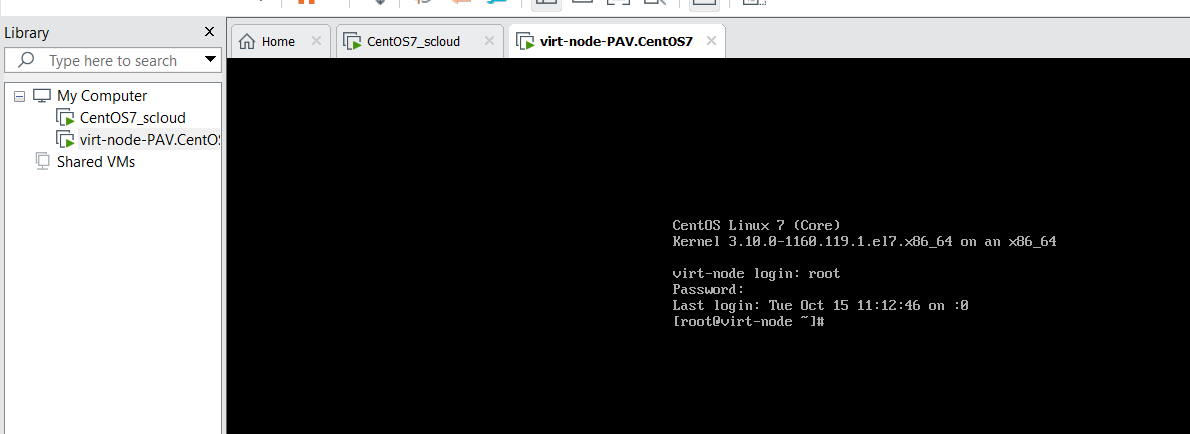 Library
Type here to search
My Computer
CentOS7_scloud
virt-node-PAV.CentOS
Shared VMs
Home
CentOS7_scloud
virt-node-PAV.CentOS7
CentOS Linux 7 (Core)
Kernel 3.10.0-1160.119.1.el7.x86_64 on an x86_64
virt-node login: root
Password:
Last login: Tue Oct 15 11:12:46 on :0
[root@virt-node ~]#